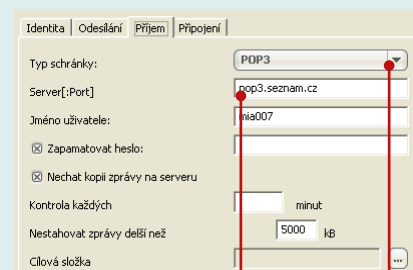 Identita Odesílání Příjem Připojení
Typ schránky: POP3
Server[:Port] pop3.seznam.cz
Jméno uživatele: mia007
Zapamatovat heslo:
Nechat kopii zprávy na serveru
Kontrola každých minut
Nestahovat zprávy delší než 5000 kB
Cílová složka ...